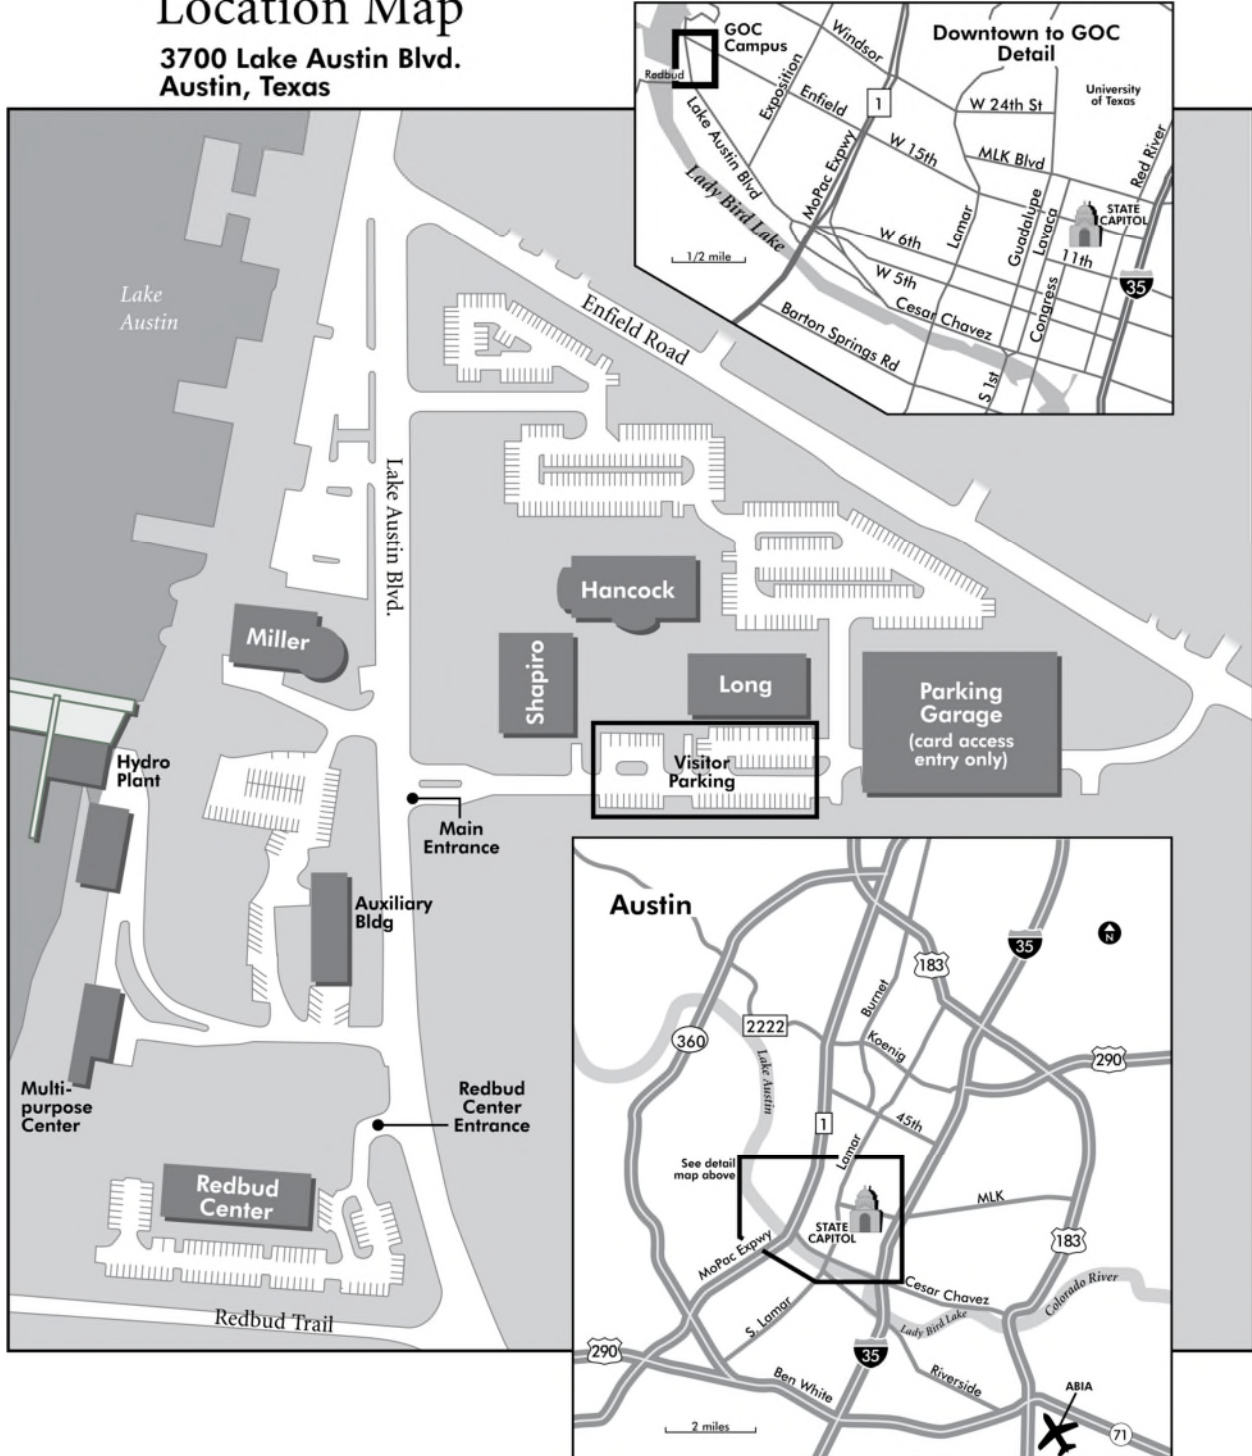 Location Map
3700 Lake Austin Blvd.
Austin, Texas
GOC
Campus
Redbud
Windsor
Downtown to GOC
Detail
Exposition
Enfield
1
W 24th St
University
of Texas
Lake Austin Blvd
MoPac Expwy
W 15th
MLK Blvd
Red River
Lady Bird Lake
Lamar
Guadalupe
Lavaca
STATE
CAPITOL
W 6th
11th
1/2 mile
W 5th
35
Cesar Chavez
Congress
Barton Springs Rd
S 1st
Lake
Austin
Enfield Road
Lake Austin Blvd.
Hancock
Miller
Shapiro
Long
Parking
Garage
(card access
entry only)
Visitor
Parking
Hydro
Plant
Main
Entrance
Auxiliary
Bldg
Multi-
purpose
Center
Redbud
Center
Entrance
Redbud
Center
Redbud Trail
Austin
35
N
183
Burnet
2222
360
Koenig
290
Lake Austin
1
45th
Lamar
See detail
map above
MLK
STATE
CAPITOL
183
MoPac Expwy
Cesar Chavez
Colorado River
S. Lamar
Lady Bird Lake
290
35
Ben White
Riverside
ABIA
2 miles
71